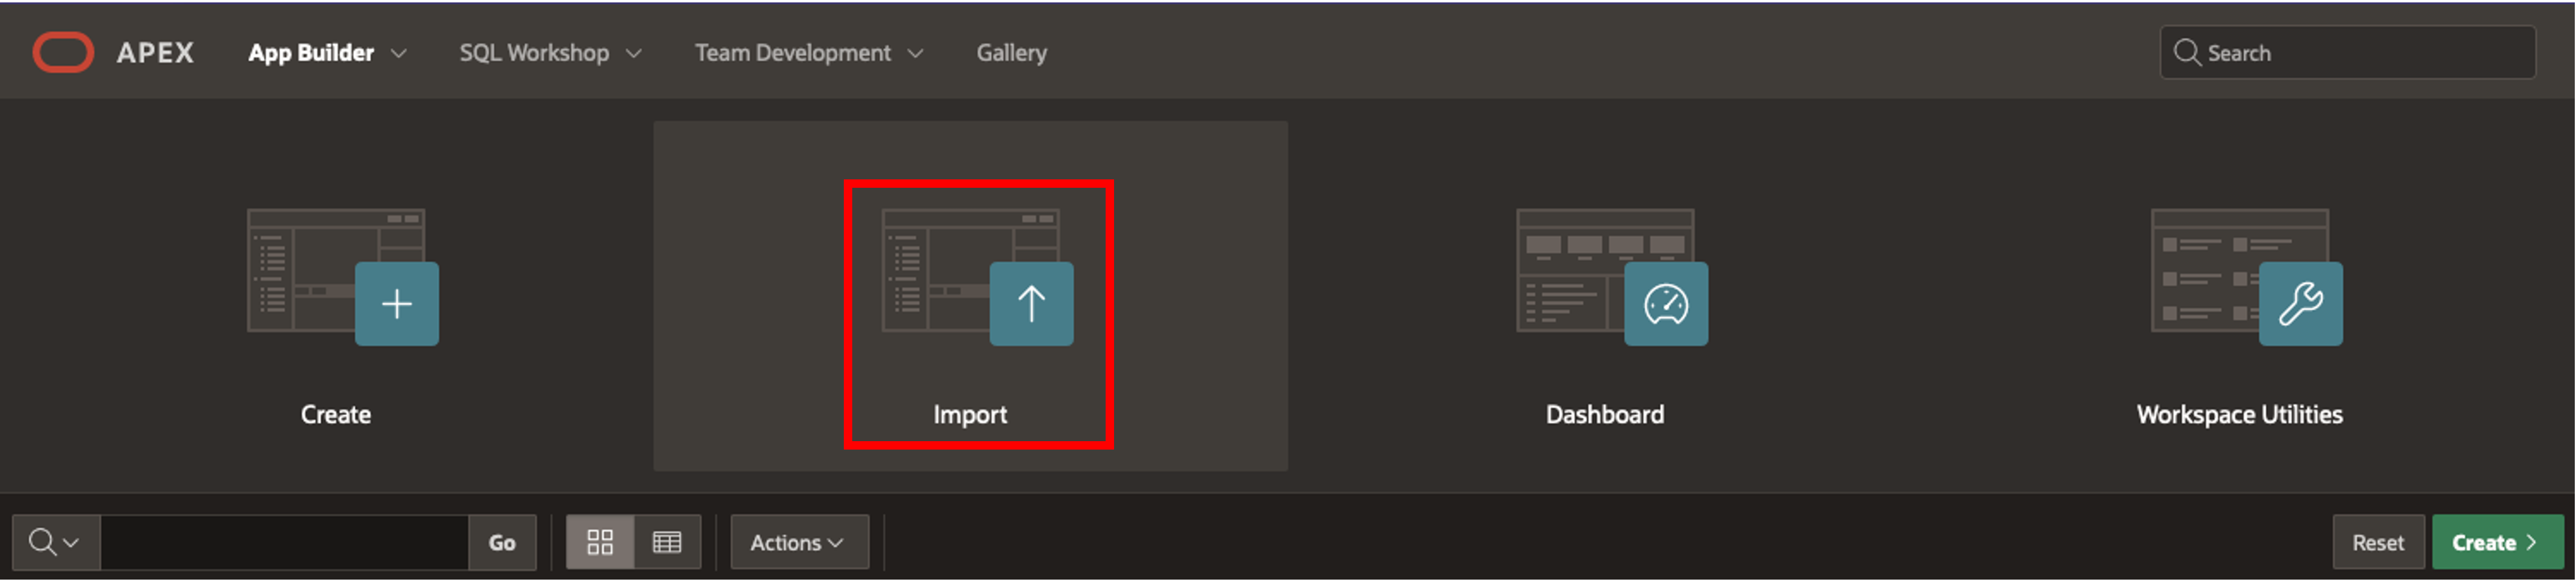 APEX App Builder SQL Workshop Team Development Gallery Search
Create Import Dashboard Workspace Utilities
Go Actions Reset Create